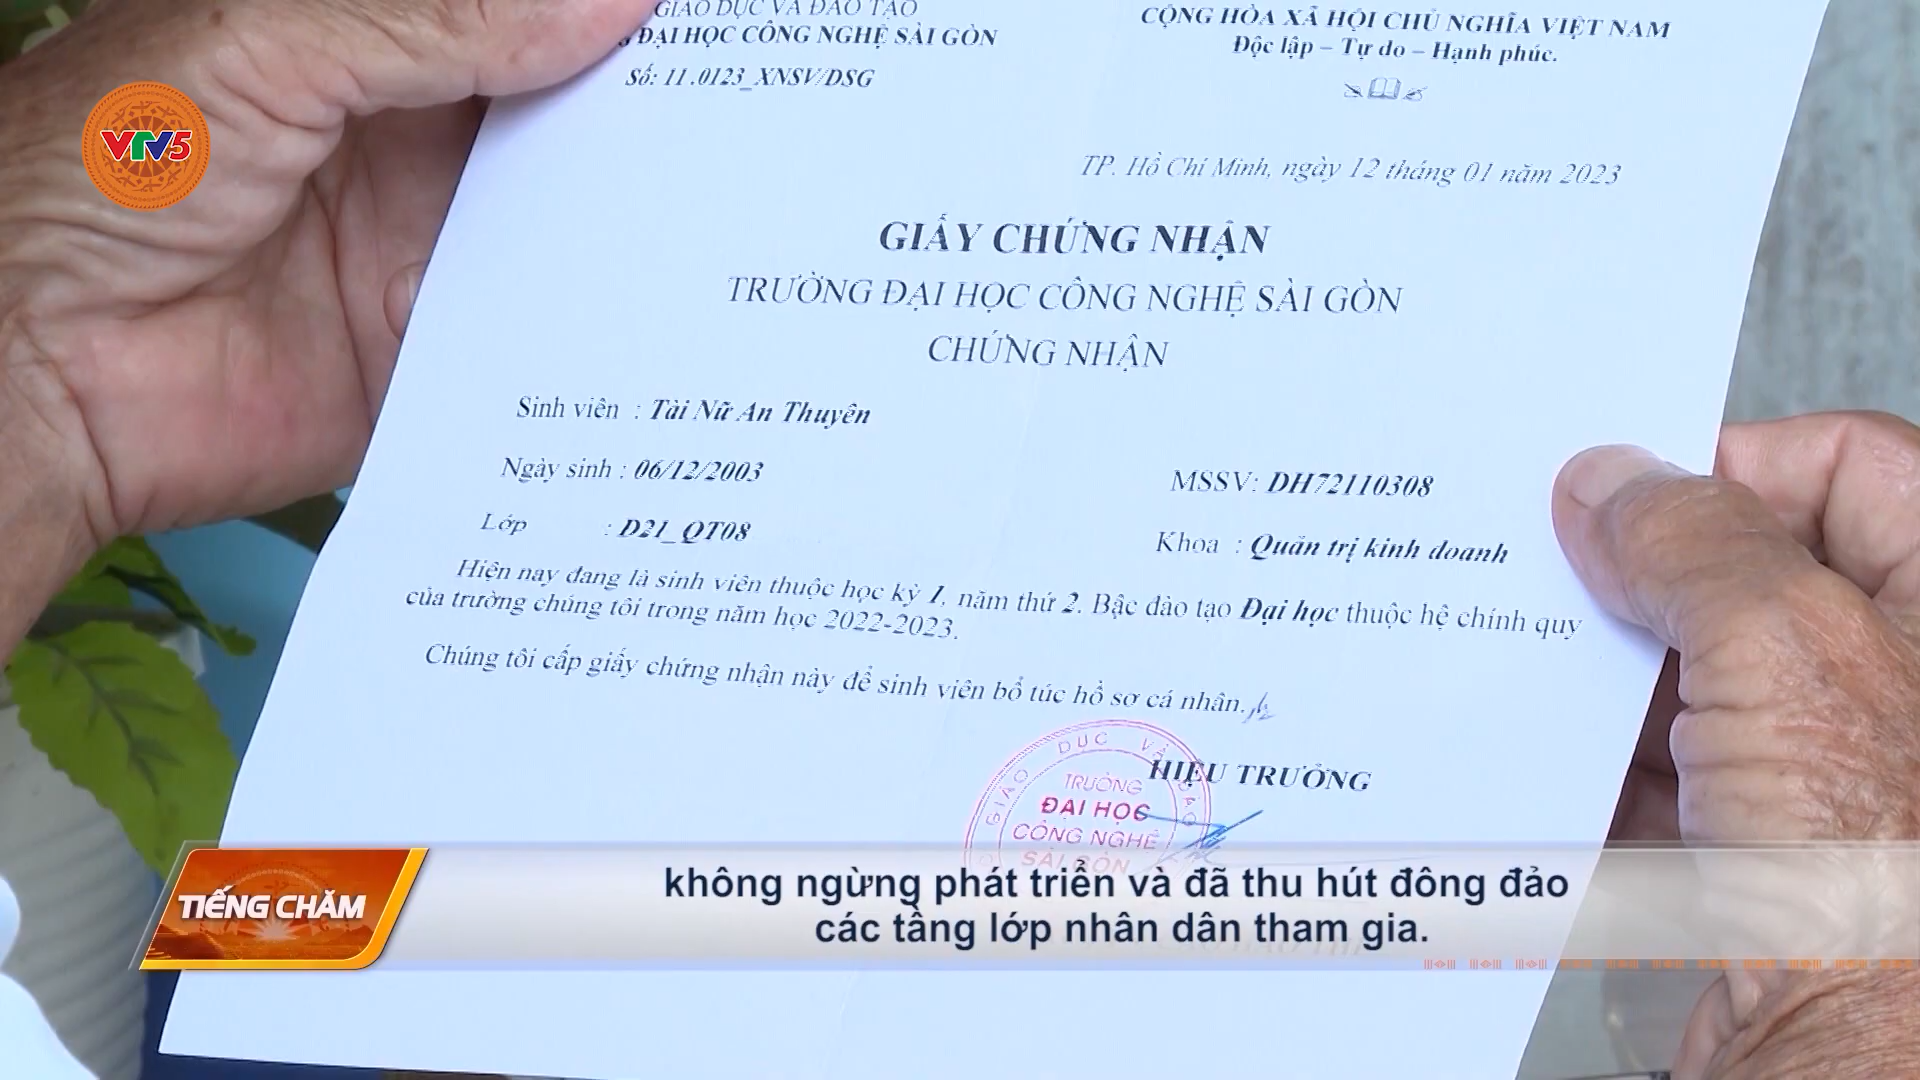 GIÁO DỤC VÀ ĐÀO TẠO
ĐẠI HỌC CÔNG NGHỆ SÀI GÒN
Số: 11.0123_XNSV/DSG
CỘNG HÒA XÃ HỘI CHỦ NGHĨA VIỆT NAM
Độc lập – Tự do – Hạnh phúc.
VTV5
TP. Hồ Chí Minh, ngày 12 tháng 01 năm 2023
GIẤY CHỨNG NHẬN
TRƯỜNG ĐẠI HỌC CÔNG NGHỆ SÀI GÒN
CHỨNG NHẬN
Sinh viên : Tài Nữ An Thuyên
Ngày sinh : 06/12/2003
MSSV: DH72110308
Lớp : D21_QT08
Khoa : Quản trị kinh doanh
Hiện nay đang là sinh viên thuộc học kỳ 1, năm thứ 2. Bậc đào tạo Đại học thuộc hệ chính quy
của trường chúng tôi trong năm học 2022-2023.
Chúng tôi cấp giấy chứng nhận này để sinh viên bổ túc hồ sơ cá nhân.
HIỆU TRƯỞNG
GIÁO DỤC VÀ ĐÀO
TRƯỜNG
ĐẠI HỌC
CÔNG NGHỆ
SÀI GÒN
TIẾNG CHĂM
không ngừng phát triển và đã thu hút đông đảo
các tầng lớp nhân dân tham gia.